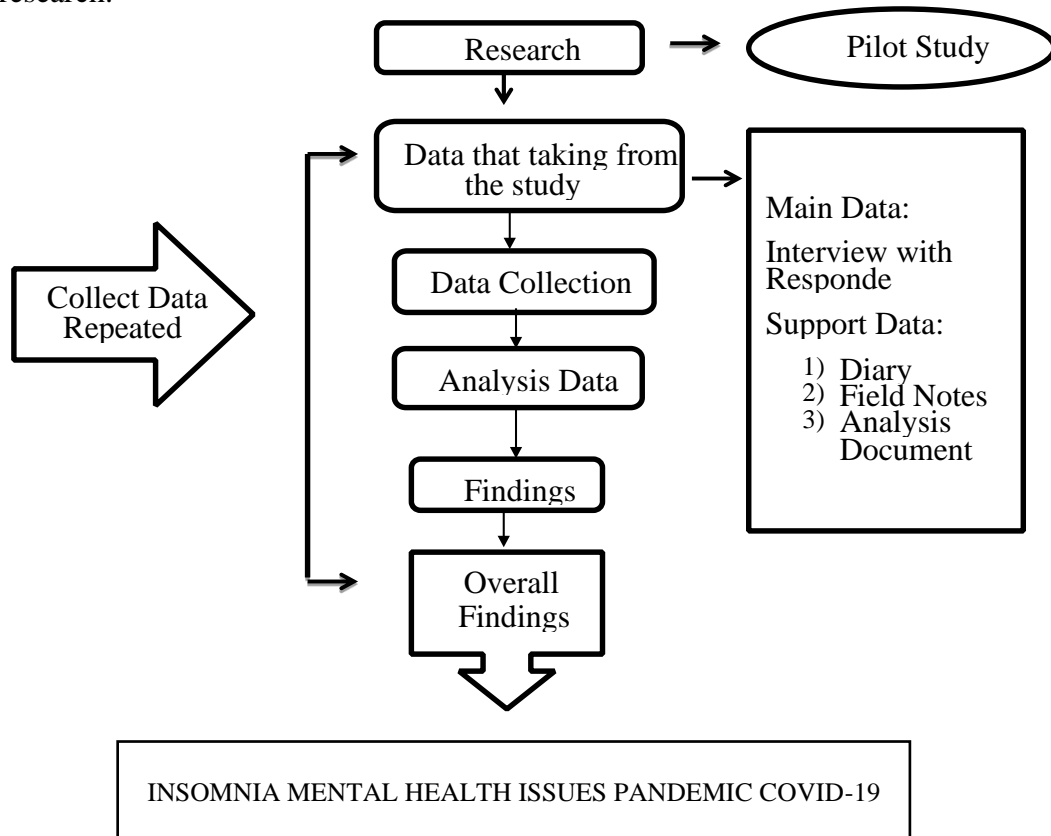 research.
Research
Pilot Study
Data that taking from
the study
Main Data:
Interview with
Responde
Support Data:
1) Diary
2) Field Notes
3) Analysis
Document
Data Collection
Collect Data
Repeated
Analysis Data
Findings
Overall
Findings
INSOMNIA MENTAL HEALTH ISSUES PANDEMIC COVID-19